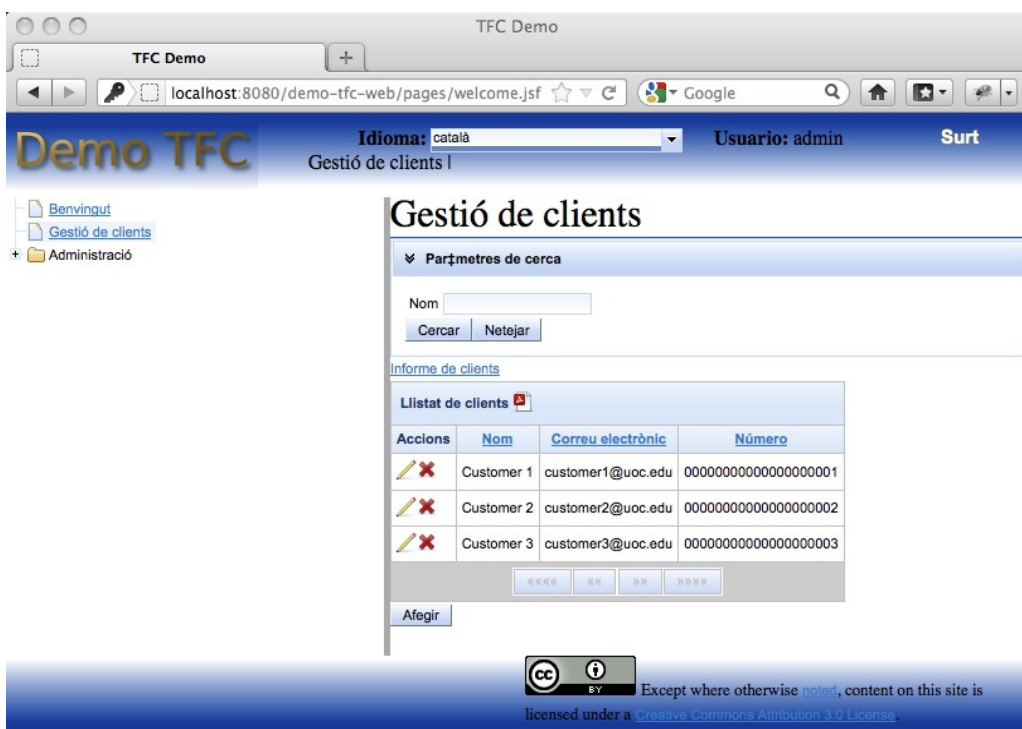 TFC Demo
TFC Demo
localhost:8080/demo-tfc-web/pages/welcome.jsf
Google
Demo TFC
Idioma: català
Usuario: admin
Surt
Gestió de clients |
Benvingut
Gestió de clients
Administració
Gestió de clients
Par‡metres de cerca
Nom
Cercar
Netejar
Informe de clients
Llistat de clients
Accions Nom Correu electrònic Número
Customer 1 customer1@uoc.edu 00000000000000000001
Customer 2 customer2@uoc.edu 00000000000000000002
Customer 3 customer3@uoc.edu 00000000000000000003
«««« «« »» »»»»
Afegir
cc
BY
Except where otherwise noted, content on this site is
licensed under a Creative Commons Attribution 3.0 License.